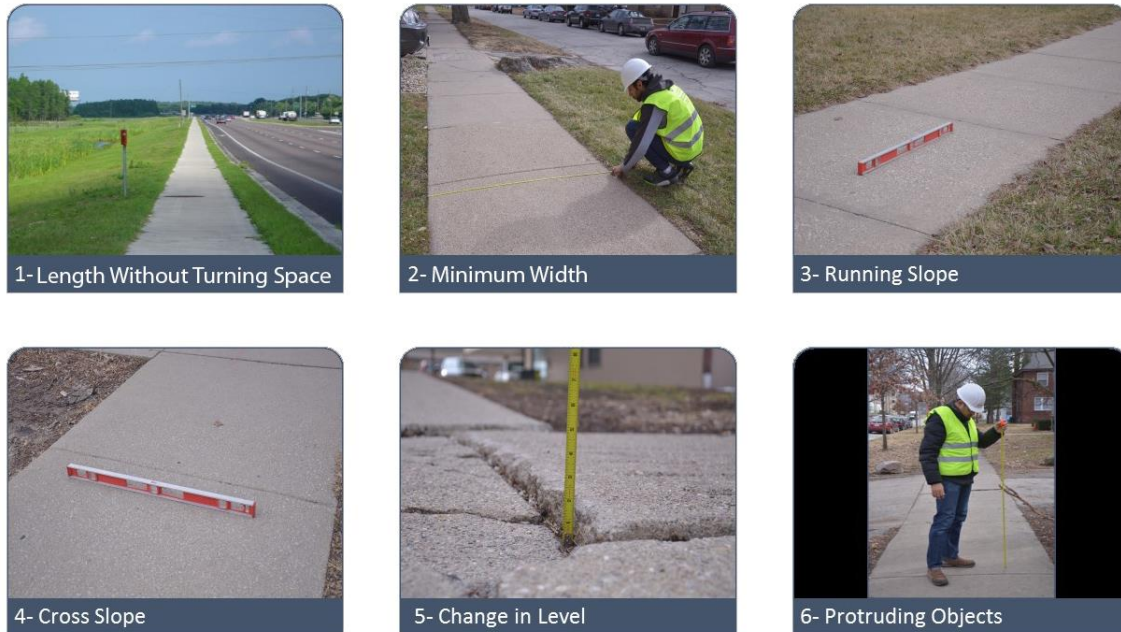 1- Length Without Turning Space
2- Minimum Width
3- Running Slope
4- Cross Slope
5- Change in Level
6- Protruding Objects